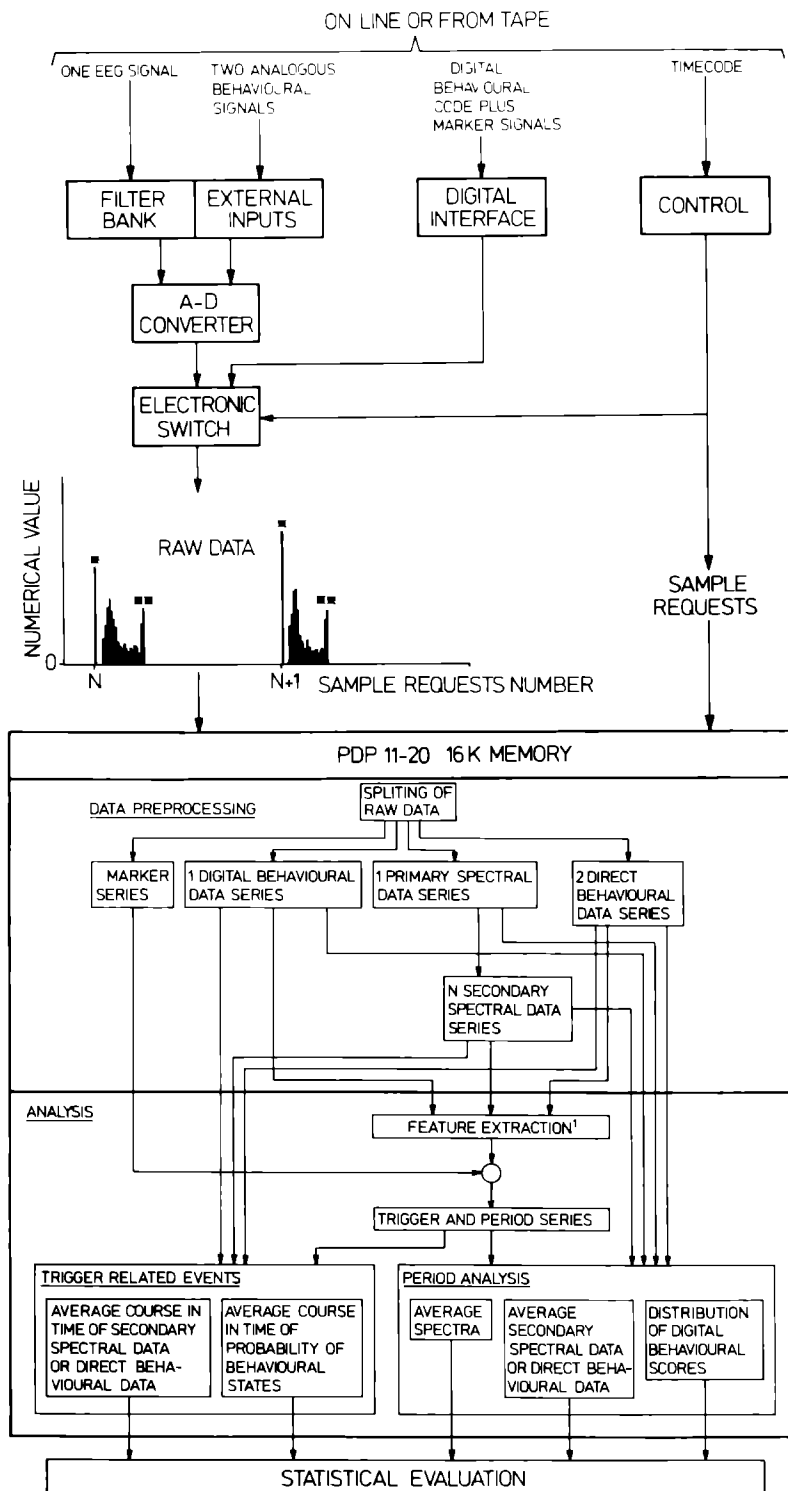 ON LINE OR FROM TAPE
ONE EEG SIGNAL
TWO ANALOGOUS
BEHAVIOURAL
SIGNALS
DIGITAL
BEHAVIOURAL
CODE PLUS
MARKER SIGNALS
TIMECODE
FILTER
BANK
EXTERNAL
INPUTS
DIGITAL
INTERFACE
CONTROL
A-D
CONVERTER
ELECTRONIC
SWITCH
NUMERICAL VALUE
RAW DATA
0
N
N+1
SAMPLE REQUESTS NUMBER
SAMPLE
REQUESTS
PDP 11-20 16K MEMORY
DATA PREPROCESSING
SPLITING OF
RAW DATA
MARKER
SERIES
1 DIGITAL BEHAVIOURAL
DATA SERIES
1 PRIMARY SPECTRAL
DATA SERIES
2 DIRECT
BEHAVIOURAL
DATA SERIES
N SECONDARY
SPECTRAL DATA
SERIES
ANALYSIS
FEATURE EXTRACTION¹
TRIGGER AND PERIOD SERIES
TRIGGER RELATED EVENTS
AVERAGE COURSE IN
TIME OF SECONDARY
SPECTRAL DATA
OR DIRECT BEHA-
VIOURAL DATA
AVERAGE COURSE
IN TIME OF
PROBABILITY OF
BEHAVIOURAL
STATES
PERIOD ANALYSIS
AVERAGE
SPECTRA
AVERAGE
SECONDARY
SPECTRAL DATA
OR DIRECT BEHA-
VIOURAL DATA
DISTRIBUTION
OF DIGITAL
BEHAVIOURAL
SCORES
STATISTICAL EVALUATION